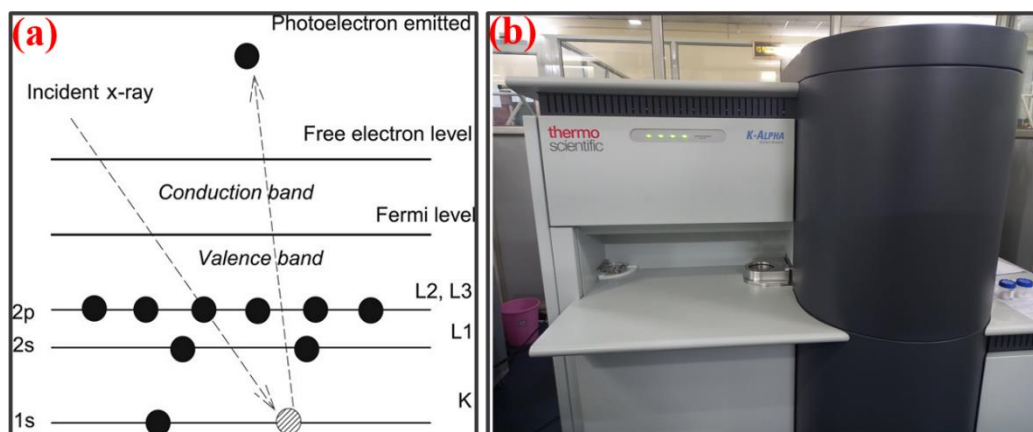 (a)
Photoelectron emitted
Incident x-ray
Free electron level
Conduction band
Fermi level
Valence band
L2, L3
2p
L1
2s
K
1s
(b)
thermo
scientific
K-ALPHA